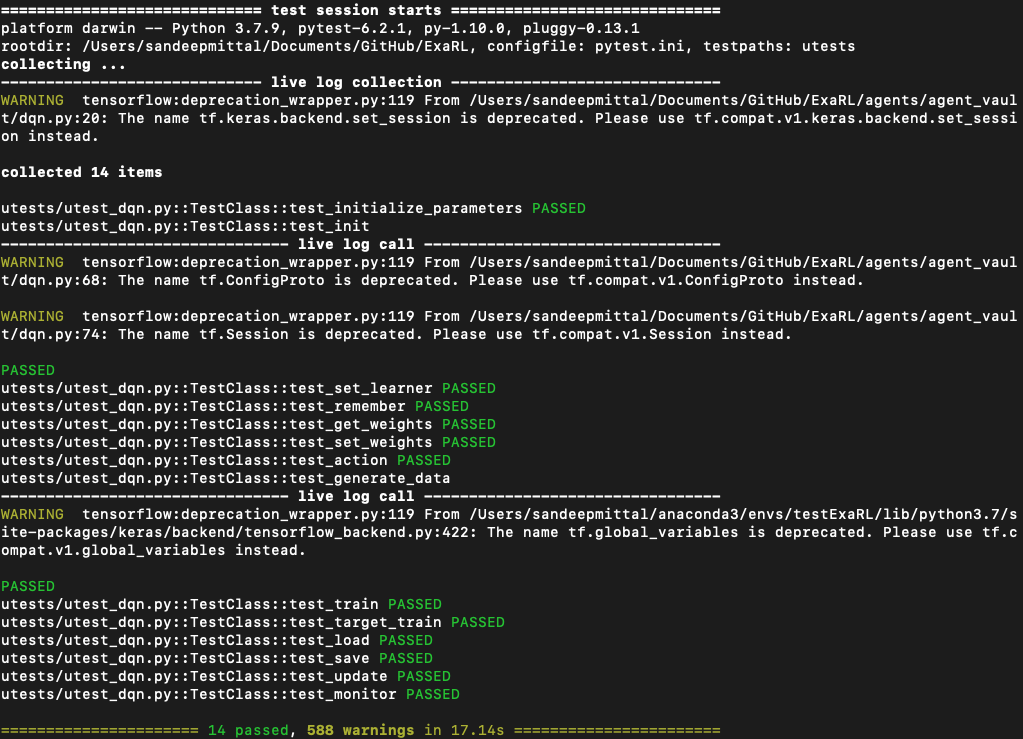 ============================= test session starts ==============================
platform darwin -- Python 3.7.9, pytest-6.2.1, py-1.10.0, pluggy-0.13.1
rootdir: /Users/sandeepmittal/Documents/GitHub/ExaRL, configfile: pytest.ini, testpaths: utests
collecting ...
----------------------------- live log collection ------------------------------
WARNING  tensorflow:deprecation_wrapper.py:119 From /Users/sandeepmittal/Documents/GitHub/ExaRL/agents/agent_vaul
t/dqn.py:20: The name tf.keras.backend.set_session is deprecated. Please use tf.compat.v1.keras.backend.set_sessi
on instead.
collected 14 items
utests/utest_dqn.py::TestClass::test_initialize_parameters PASSED
utests/utest_dqn.py::TestClass::test_init
-------------------------------- live log call ---------------------------------
WARNING  tensorflow:deprecation_wrapper.py:119 From /Users/sandeepmittal/Documents/GitHub/ExaRL/agents/agent_vaul
t/dqn.py:68: The name tf.ConfigProto is deprecated. Please use tf.compat.v1.ConfigProto instead.
WARNING  tensorflow:deprecation_wrapper.py:119 From /Users/sandeepmittal/Documents/GitHub/ExaRL/agents/agent_vaul
t/dqn.py:74: The name tf.Session is deprecated. Please use tf.compat.v1.Session instead.
PASSED
utests/utest_dqn.py::TestClass::test_set_learner PASSED
utests/utest_dqn.py::TestClass::test_remember PASSED
utests/utest_dqn.py::TestClass::test_get_weights PASSED
utests/utest_dqn.py::TestClass::test_set_weights PASSED
utests/utest_dqn.py::TestClass::test_action PASSED
utests/utest_dqn.py::TestClass::test_generate_data
-------------------------------- live log call ---------------------------------
WARNING  tensorflow:deprecation_wrapper.py:119 From /Users/sandeepmittal/anaconda3/envs/testExaRL/lib/python3.7/s
ite-packages/keras/backend/tensorflow_backend.py:422: The name tf.global_variables is deprecated. Please use tf.c
ompat.v1.global_variables instead.
PASSED
utests/utest_dqn.py::TestClass::test_train PASSED
utests/utest_dqn.py::TestClass::test_target_train PASSED
utests/utest_dqn.py::TestClass::test_load PASSED
utests/utest_dqn.py::TestClass::test_save PASSED
utests/utest_dqn.py::TestClass::test_update PASSED
utests/utest_dqn.py::TestClass::test_monitor PASSED
====================== 14 passed, 588 warnings in 17.14s =======================